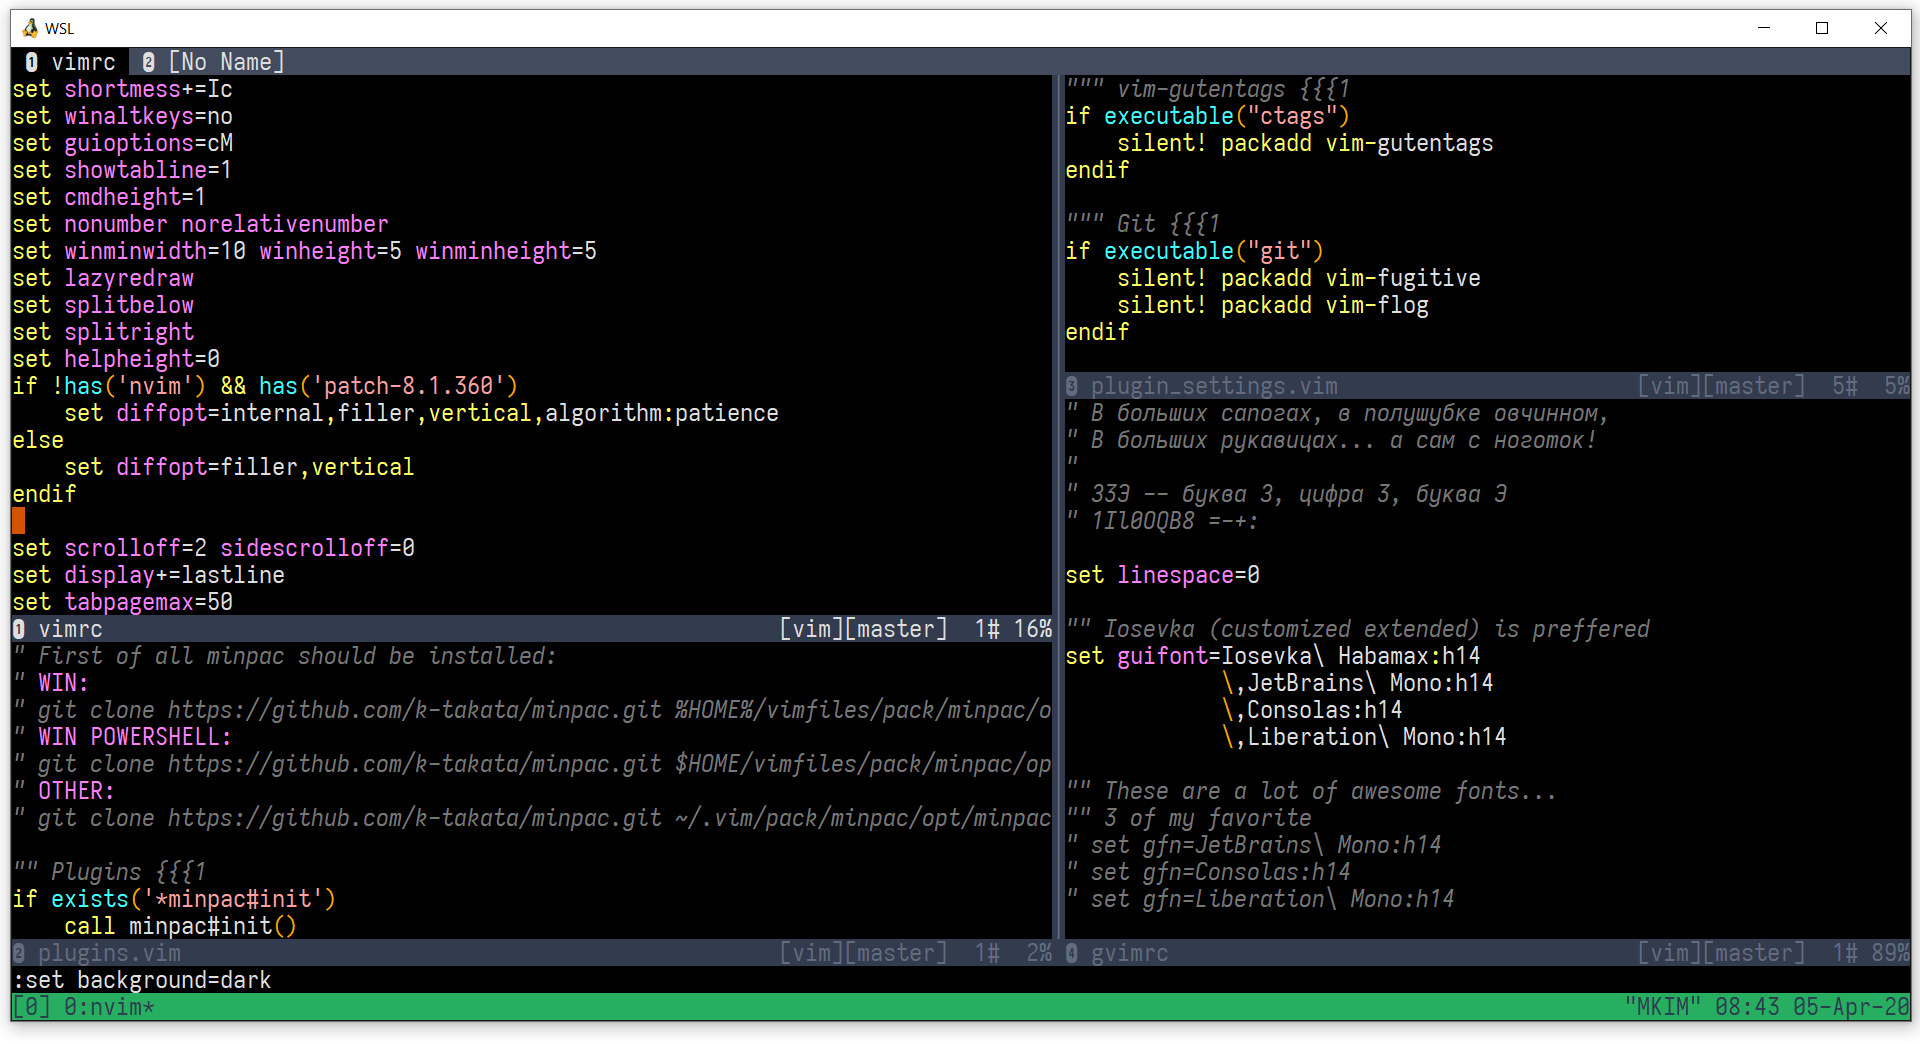 WSL
1 vimrc 2 [No Name]
set shortmess+=Ic
set winaltkeys=no
set guioptions=cM
set showtabline=1
set cmdheight=1
set nonumber norelativenumber
set winminwidth=10 winheight=5 winminheight=5
set lazyredraw
set splitbelow
set splitright
set helpheight=0
if !has('nvim') && has('patch-8.1.360')
    set diffopt=internal,filler,vertical,algorithm:patience
else
    set diffopt=filler,vertical
endif
set scrolloff=2 sidescrolloff=0
set display+=lastline
set tabpagemax=50
1 vimrc [vim][master] 1# 16%
" First of all minpac should be installed:
" WIN:
" git clone https://github.com/k-takata/minpac.git %HOME%/vimfiles/pack/minpac/o
" WIN POWERSHELL:
" git clone https://github.com/k-takata/minpac.git $HOME/vimfiles/pack/minpac/op
" OTHER:
" git clone https://github.com/k-takata/minpac.git ~/.vim/pack/minpac/opt/minpac
"" Plugins {{{1
if exists('*minpac#init')
    call minpac#init()
2 plugins.vim [vim][master] 1# 2%
""" vim-gutentags {{{1
if executable("ctags")
    silent! packadd vim-gutentags
endif
""" Git {{{1
if executable("git")
    silent! packadd vim-fugitive
    silent! packadd vim-flog
endif
3 plugin_settings.vim [vim][master] 5# 5%
" В больших сапогах, в полушубке овчинном,
" В больших рукавицах... а сам с ноготок!
"
" З3Э -- буква З, цифра 3, буква Э
" 1Il0OQB8 =-+:
set linespace=0
"" Iosevka (customized extended) is preffered
set guifont=Iosevka\ Habamax:h14
            \,JetBrains\ Mono:h14
            \,Consolas:h14
            \,Liberation\ Mono:h14
"" These are a lot of awesome fonts...
"" 3 of my favorite
" set gfn=JetBrains\ Mono:h14
" set gfn=Consolas:h14
" set gfn=Liberation\ Mono:h14
4 gvimrc [vim][master] 1# 89%
:set background=dark
[0] 0:nvim* "MKIM" 08:43 05-Apr-20